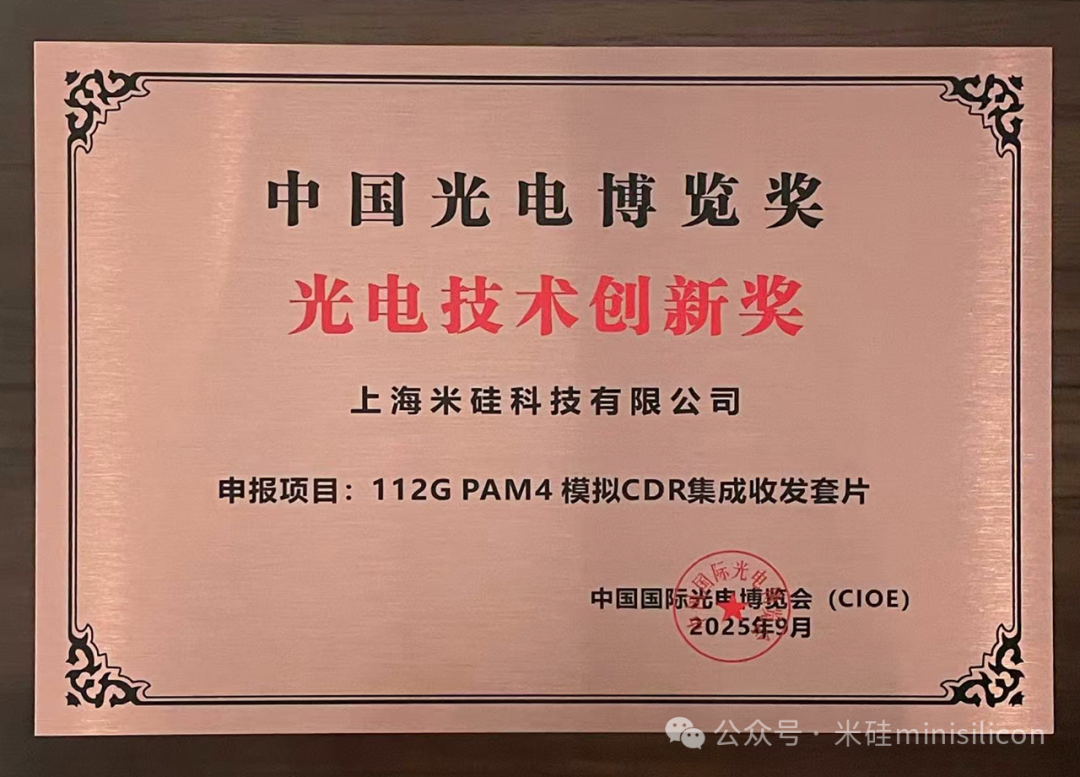 中国光电博览奖
光电技术创新奖
上海米硅科技有限公司
申报项目：112G PAM4 模拟CDR集成收发套片
中国国际光电博览会（CIOE）
2025年9月
公众号 · 米硅minisilicon